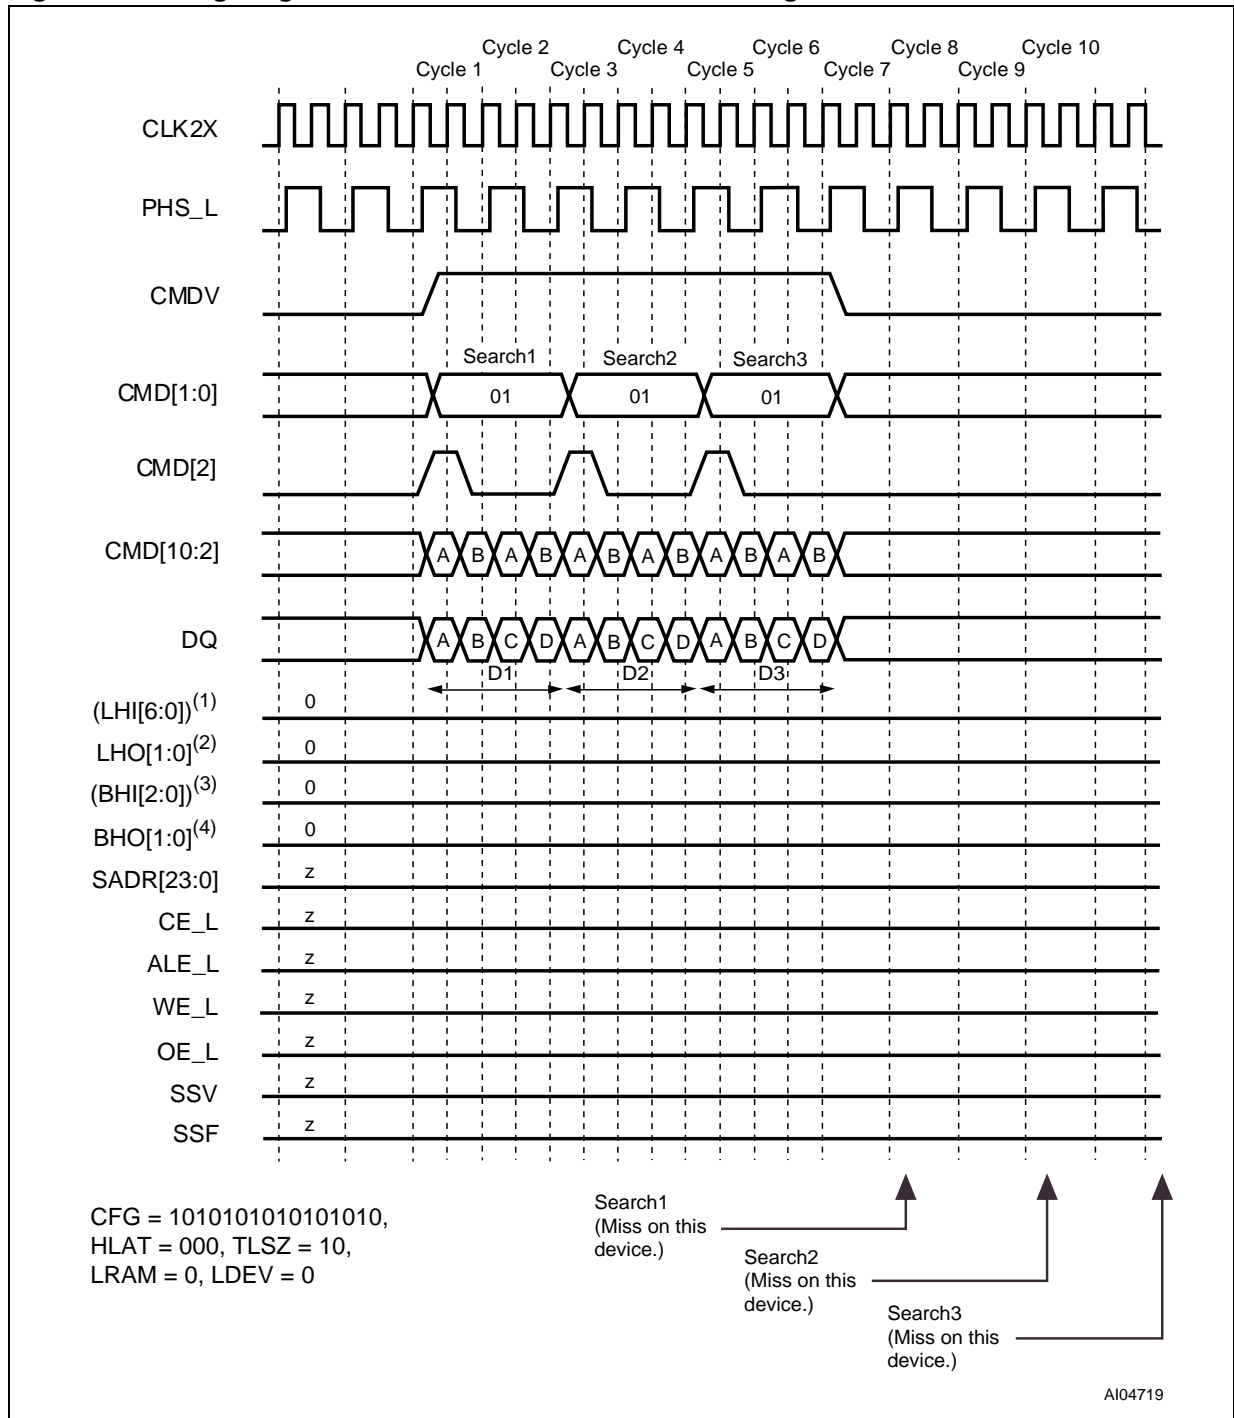 Cycle 2 Cycle 4 Cycle 6 Cycle 8 Cycle 10
Cycle 1 Cycle 3 Cycle 5 Cycle 7 Cycle 9
CLK2X
PHS_L
CMDV
Search1 Search2 Search3
CMD[1:0] 01 01 01
CMD[2]
CMD[10:2] A B A B A B A B A B A B
DQ A B C D A B C D A B C D
D1 D2 D3
(LHI[6:0])(1) 0
LHO[1:0](2) 0
(BHI[2:0])(3) 0
BHO[1:0](4) 0
SADR[23:0] z
CE_L z
ALE_L z
WE_L z
OE_L z
SSV z
SSF z
CFG = 1010101010101010,
HLAT = 000, TLSZ = 10,
LRAM = 0, LDEV = 0
Search1
(Miss on this
device.)
Search2
(Miss on this
device.)
Search3
(Miss on this
device.)
AI04719